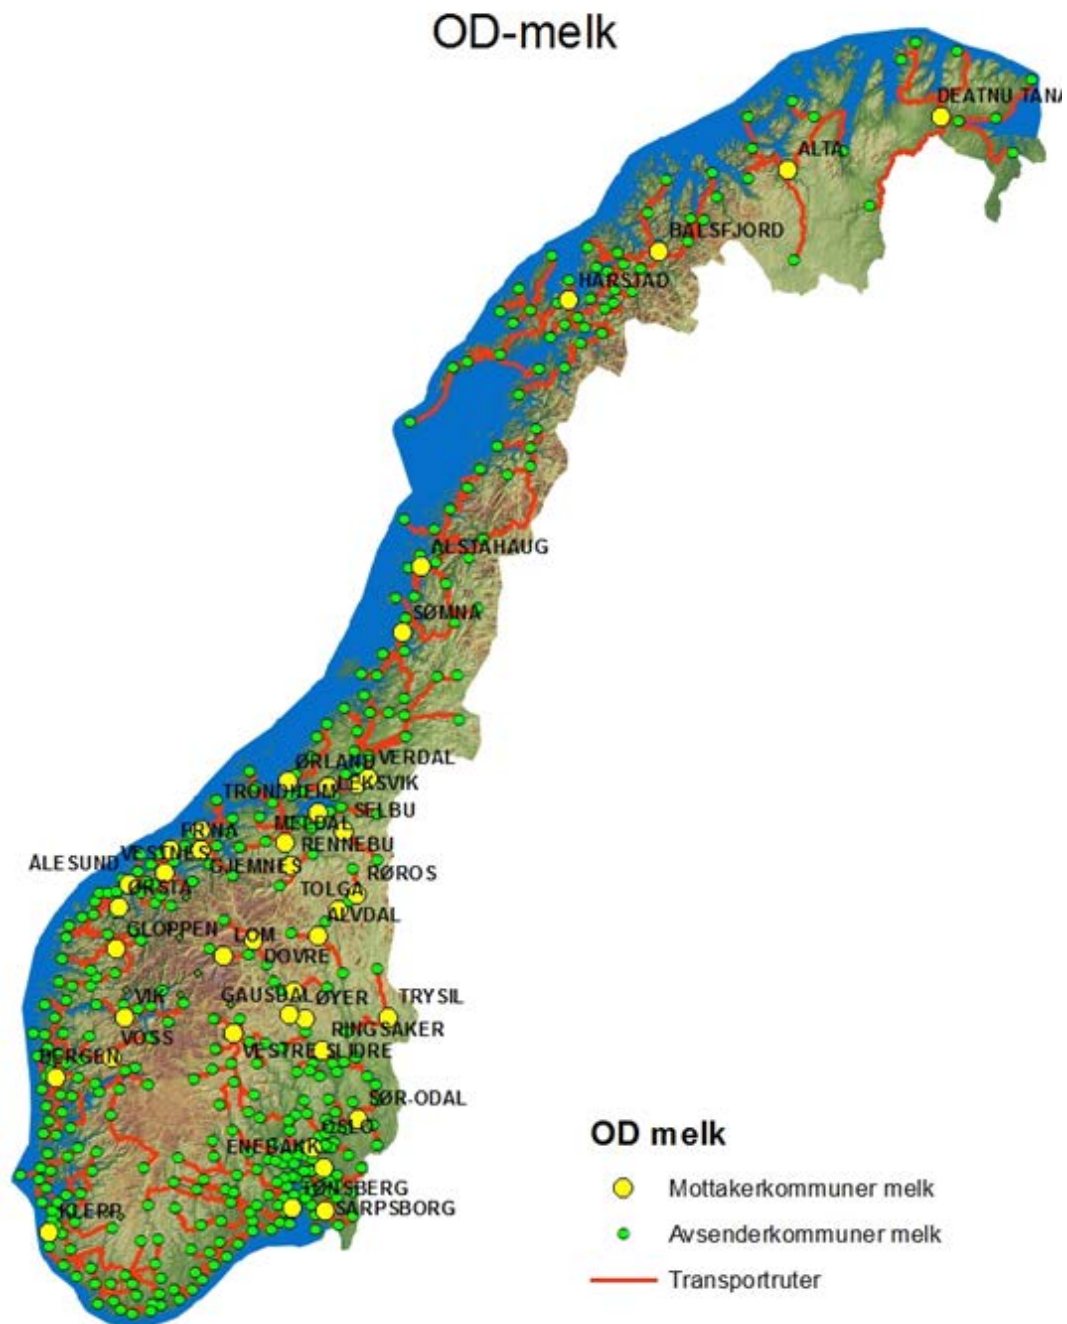 OD-melk
DEATNU TANA
ALTA
BALSFJORD
HARSTAD
ALSTAHAUG
SØMNA
ØRLAND
VERDAL
TRONDHEIM
LEKSVIK
SELBU
MELDAL
FRÆNA
RENNEBU
VESTNES
ÅLESUND
GJEMNES
RØROS
ØRSTA
TOLGA
ALVDAL
GLOPPEN
LOM
DOVRE
VIK
GAUSDAL
ØYER
TRYSIL
VOSS
RINGSAKER
BERGEN
VESTRE SLIDRE
SØR-ODAL
OSLO
ENEBAKK
TØNSBERG
SARPSBORG
KLEPP
OD melk
Mottakerkommuner melk
Avsenderkommuner melk
Transportruter